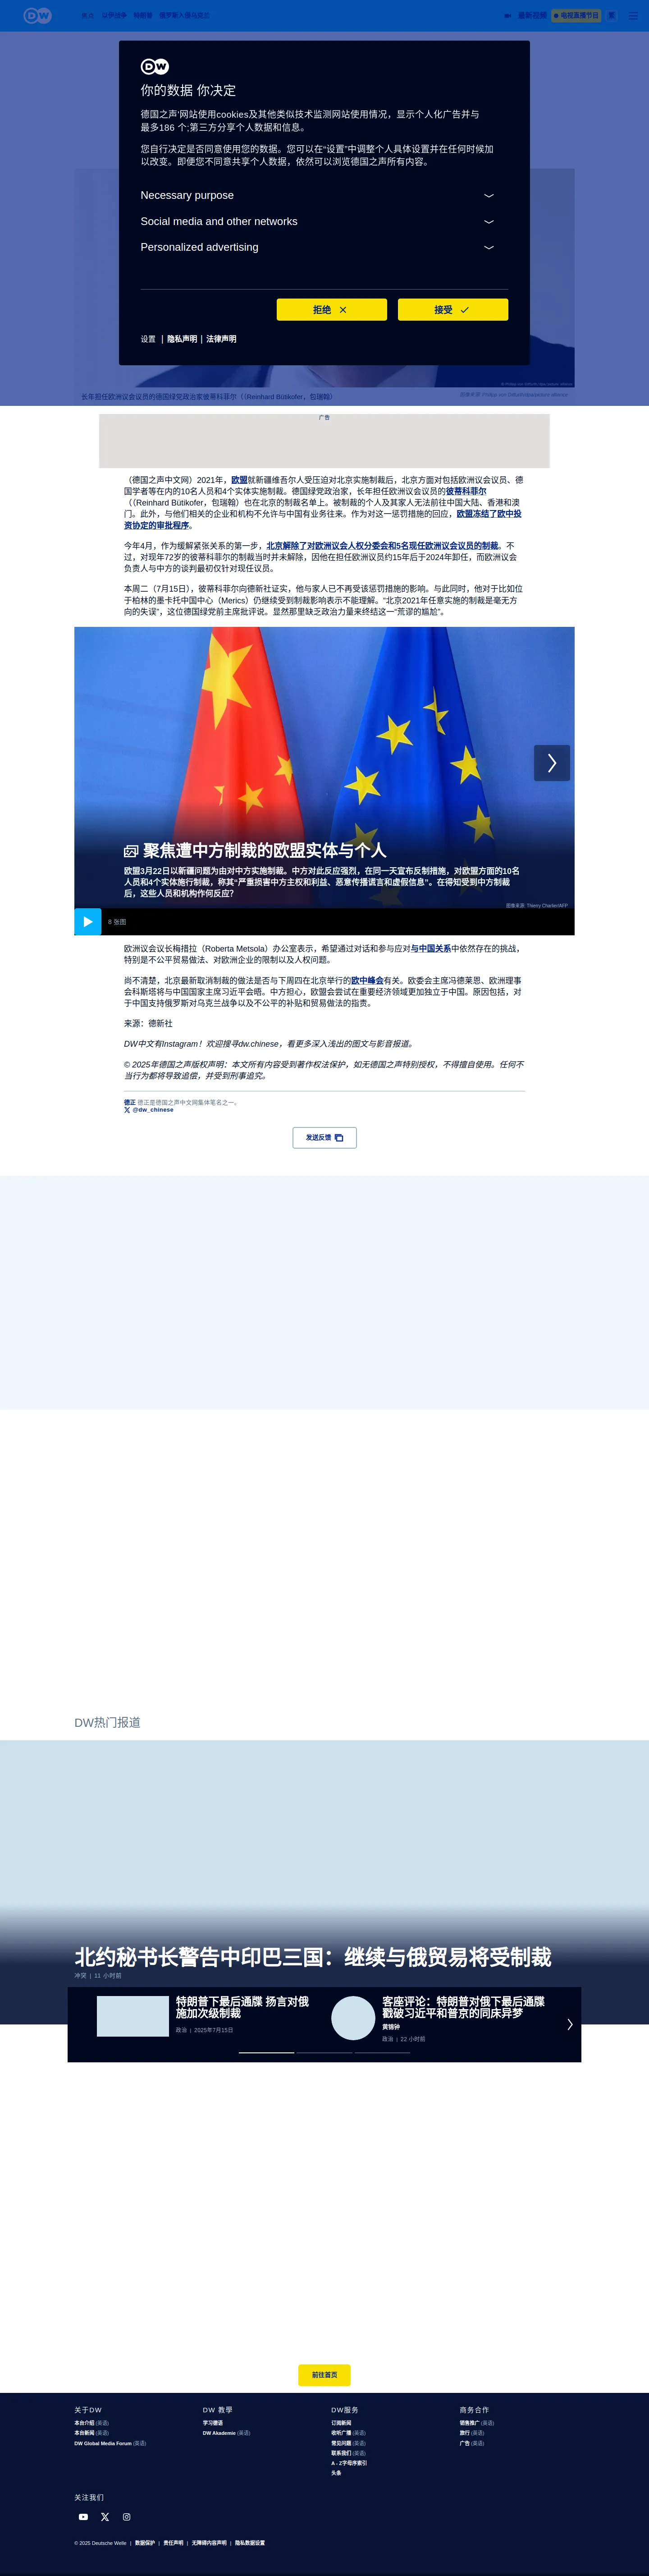 DW
以伊战争 特朗普 俄罗斯入侵乌克兰
最新视频
电视直播节目
DW
你的数据 你决定
德国之声'网站使用cookies及其他类似技术监测网站使用情况，显示个人化广告并与
最多186 个;第三方分享个人数据和信息。
您自行决定是否同意使用您的数据。您可以在“设置”中调整个人具体设置并在任何时候加
以改变。即便您不同意共享个人数据，依然可以浏览德国之声所有内容。
Necessary purpose
Social media and other networks
Personalized advertising
拒绝
接受
设置 | 隐私声明 | 法律声明
长年担任欧洲议会议员的德国绿党政治家彼蒂科菲尔（（Reinhard Bütikofer，包瑞翰）
广告
（德国之声中文网）2021年，欧盟就新疆维吾尔人受压迫对北京实施制裁后，北京方面对包括欧洲议会议员、德
国学者等在内的10名人员和4个实体实施制裁。德国绿党政治家，长年担任欧洲议会议员的彼蒂科菲尔
（（Reinhard Bütikofer，包瑞翰）也在北京的制裁名单上。被制裁的个人及其家人无法前往中国大陆、香港和澳
门。此外，与他们相关的企业和机构不允许与中国有业务往来。作为对这一惩罚措施的回应，欧盟冻结了欧中投
资协定的审批程序。
今年4月，作为缓解紧张关系的第一步，北京解除了对欧洲议会人权分委会和5名现任欧洲议会议员的制裁。不
过，对现年72岁的彼蒂科菲尔的制裁当时并未解除，因他在担任欧洲议员约15年后于2024年卸任，而欧洲议会
负责人与中方的谈判最初仅针对现任议员。
本周二（7月15日），彼蒂科菲尔向德新社证实，他与家人已不再受该惩罚措施的影响。与此同时，他对于比如位
于柏林的墨卡托中国中心（Merics）仍继续受到制裁影响表示不能理解。“北京2021年任意实施的制裁是毫无方
向的失误”，这位德国绿党前主席批评说。显然那里缺乏政治力量来终结这一“荒谬的尴尬”。
聚焦遭中方制裁的欧盟实体与个人
欧盟3月22日以新疆问题为由对中方实施制裁。中方对此反应强烈，在同一天宣布反制措施，对欧盟方面的10名
人员和4个实体施行制裁，称其“严重损害中方主权和利益、恶意传播谎言和虚假信息”。在得知受到中方制裁
后，这些人员和机构作何反应？
图像来源: Thierry Charlier/AFP
8 张图
欧洲议会议长梅措拉（Roberta Metsola）办公室表示，希望通过对话和参与应对与中国关系中依然存在的挑战，
特别是不公平贸易做法、对欧洲企业的限制以及人权问题。
尚不清楚，北京最新取消制裁的做法是否与下周四在北京举行的欧中峰会有关。欧委会主席冯德莱恩、欧洲理事
会科斯塔将与中国国家主席习近平会晤。中方担心，欧盟会尝试在重要经济领域更加独立于中国。原因包括，对
于中国支持俄罗斯对乌克兰战争以及不公平的补贴和贸易做法的指责。
来源：德新社
DW中文有Instagram！欢迎搜寻dw.chinese，看更多深入浅出的图文与影音报道。
© 2025年德国之声版权声明：本文所有内容受到著作权法保护，如无德国之声特别授权，不得擅自使用。任何不
当行为都将导致追偿，并受到刑事追究。
德正 德正是德国之声中文网集体笔名之一。
@dw_chinese
发送反馈
DW热门报道
北约秘书长警告中印巴三国：继续与俄贸易将受制裁
冲突 | 11 小时前
特朗普下最后通牒 扬言对俄
施加次级制裁
政治 | 2025年7月15日
客座评论：特朗普对俄下最后通牒
戳破习近平和普京的同床异梦
黄锦钟
政治 | 22 小时前
前往首页
关于DW
本台介绍 (英语)
本台新闻 (英语)
DW Global Media Forum (英语)
DW 教學
学习德语
DW Akademie (英语)
DW服务
订阅新闻
收听广播 (英语)
常见问题 (英语)
联系我们 (英语)
A - Z字母序索引
头条
商务合作
销售推广 (英语)
旅行 (英语)
广告 (英语)
关注我们
© 2025 Deutsche Welle | 数据保护 | 责任声明 | 无障碍内容声明 | 隐私数据设置